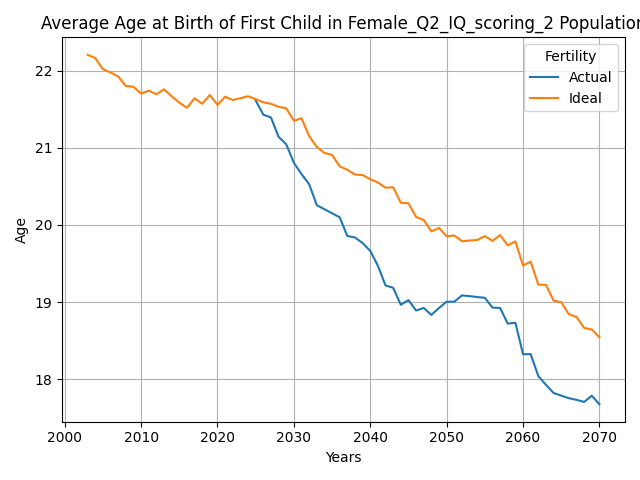 Average Age at Birth of First Child in Female_Q2_IQ_scoring_2 Population
Fertility
Actual
Ideal
22
21
20
19
18
Age
2000
2010
2020
2030
2040
2050
2060
2070
Years